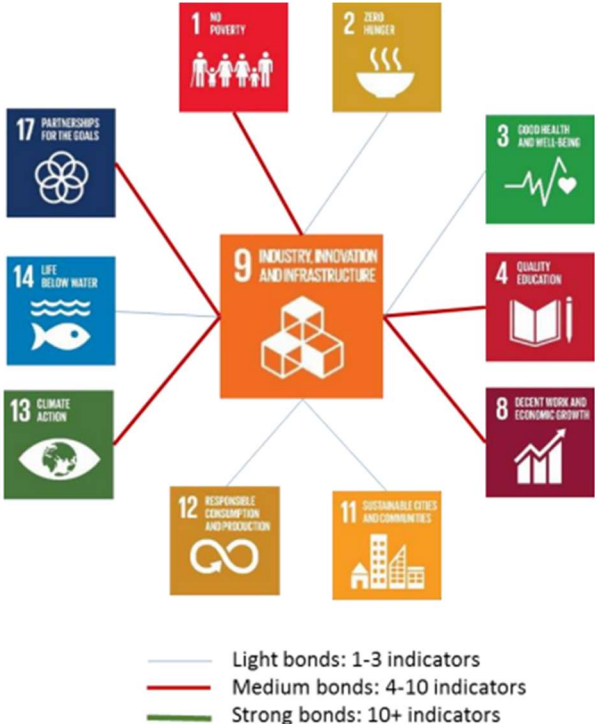 1 NO
POVERTY
2 ZERO
HUNGER
17 PARTNERSHIPS
FOR THE GOALS
3 GOOD HEALTH
AND WELL-BEING
9 INDUSTRY, INNOVATION
AND INFRASTRUCTURE
14 LIFE
BELOW WATER
4 QUALITY
EDUCATION
13 CLIMATE
ACTION
8 DECENT WORK AND
ECONOMIC GROWTH
12 RESPONSIBLE
CONSUMPTION
AND PRODUCTION
11 SUSTAINABLE CITIES
AND COMMUNITIES
Light bonds: 1-3 indicators
Medium bonds: 4-10 indicators
Strong bonds: 10+ indicators